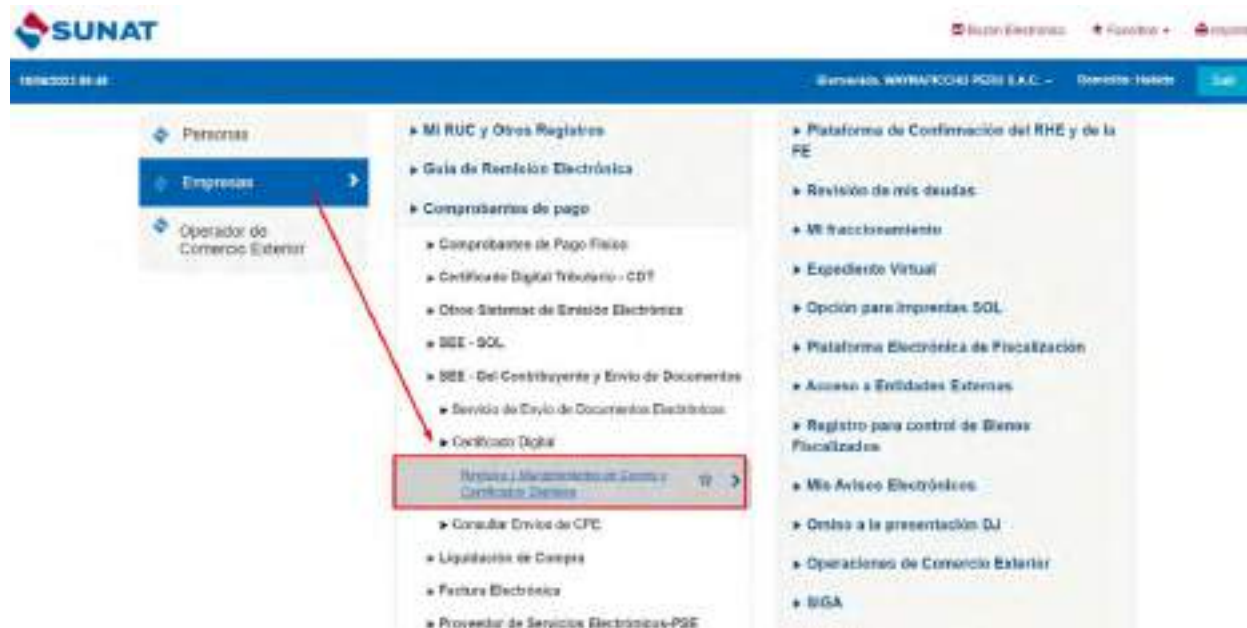 SUNAT
Buzón Electrónico
Favoritos
Bienvenido, WAYNAPICCHU PERU S.A.C.
Domicilio: Habido
Salir
Personas
Empresas
Operador de
Comercio Exterior
Mi RUC y Otros Registros
Guía de Remisión Electrónica
Comprobantes de pago
Comprobantes de Pago Físico
Certificado Digital Tributario - CDT
Otros Sistemas de Emisión Electrónica
SEE - SOL
SEE - Del Contribuyente y Envío de Documentos
Servicio de Envío de Documentos Electrónicos
Certificado Digital
Consultar Envíos de CPE
Liquidación de Compra
Factura Electrónica
Proveedor de Servicios Electrónicos-PSE
Plataforma de Confirmación del RHE y de la
FE
Revisión de mis deudas
Mi fraccionamiento
Expediente Virtual
Opción para Imprentas SOL
Plataforma Electrónica de Fiscalización
Acceso a Entidades Externas
Registro para control de Bienes
Fiscalizados
Mis Avisos Electrónicos
Omiso a la presentación DJ
Operaciones de Comercio Exterior
SIGA